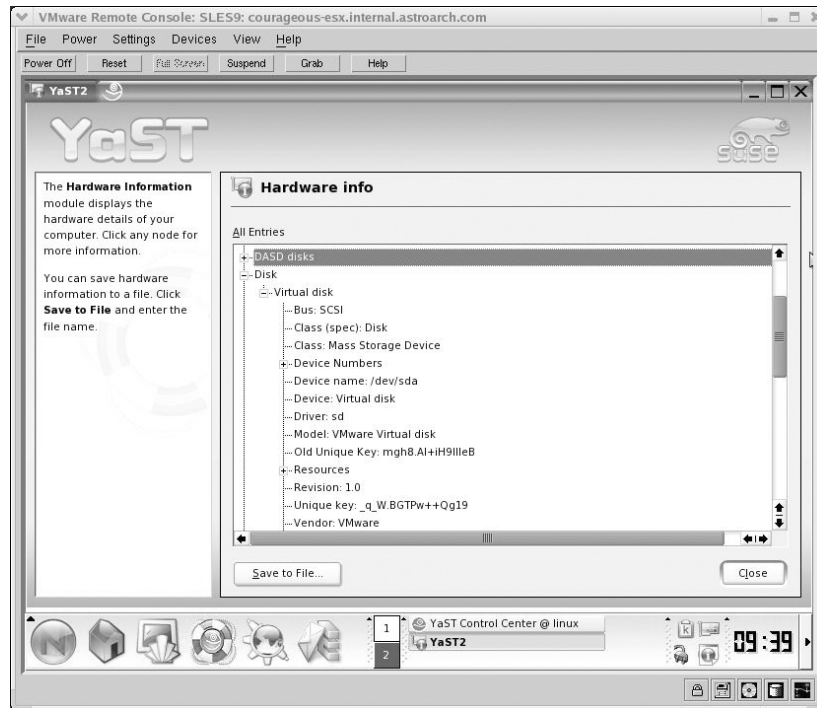 VMware Remote Console: SLES9: courageous-esx.internal.astroarch.com
File Power Settings Devices View Help
Power Off Reset Full Screen Suspend Grab Help
YaST2
YaST
suse
The Hardware Information
module displays the
hardware details of your
computer. Click any node for
more information.
You can save hardware
information to a file. Click
Save to File and enter the
file name.
Hardware info
All Entries
DASD disks
Disk
Virtual disk
Bus: SCSI
Class (spec): Disk
Class: Mass Storage Device
Device Numbers
Device name: /dev/sda
Device: Virtual disk
Driver: sd
Model: VMware Virtual disk
Old Unique Key: mgh8.AI+iH9IIleB
Resources
Revision: 1.0
Unique key: _q_W.BGTPw++Qg19
Vendor: VMware
Save to File...
Close
1
YaST Control Center @ linux
2
YaST2
N
k
09:39